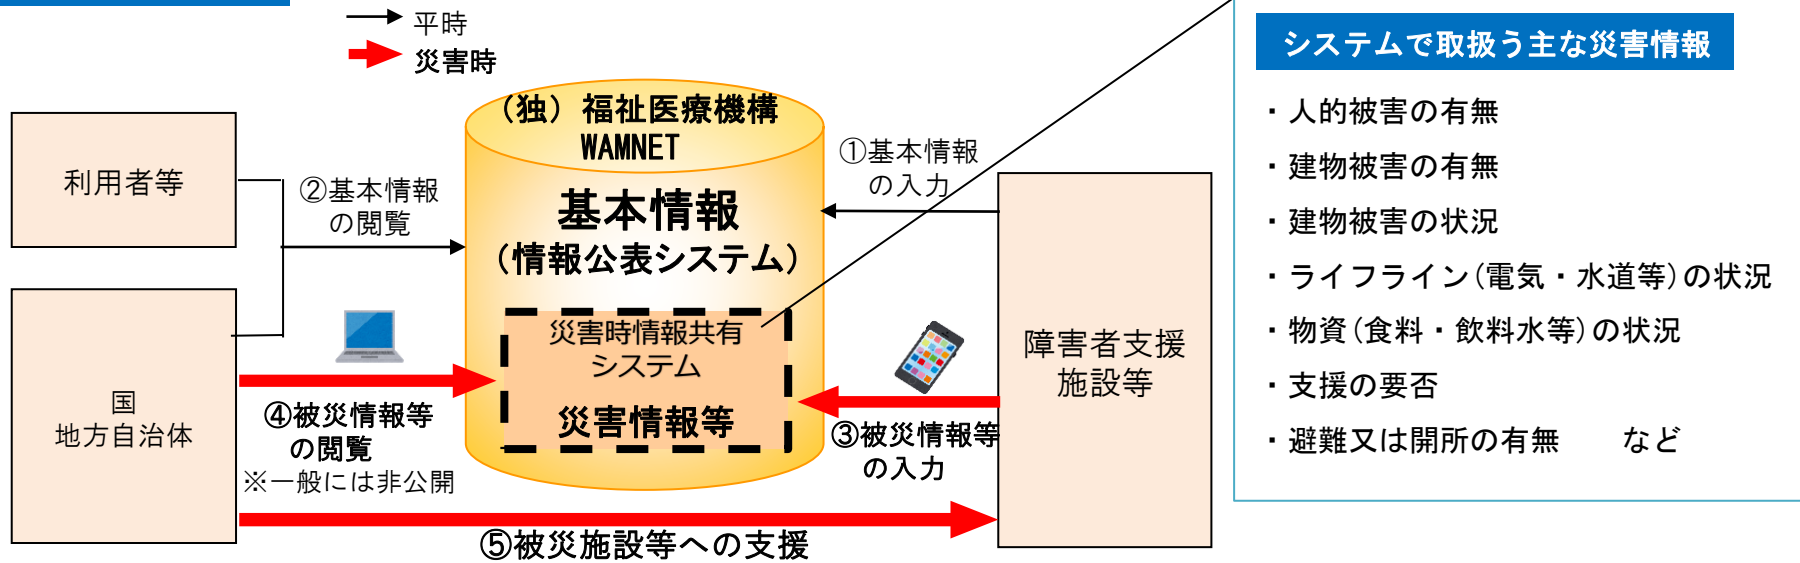 平時
災害時
(独)福祉医療機構
WAMNET
基本情報
(情報公表システム)
災害時情報共有
システム
災害情報等
利用者等
②基本情報
の閲覧
国
地方自治体
④被災情報等
の閲覧
※一般には非公開
①基本情報
の入力
障害者支援
施設等
③被災情報等
の入力
⑤被災施設等への支援
システムで取扱う主な災害情報
・人的被害の有無
・建物被害の有無
・建物被害の状況
・ライフライン(電気・水道等)の状況
・物資(食料・飲料水等)の状況
・支援の要否
・避難又は開所の有無　　など